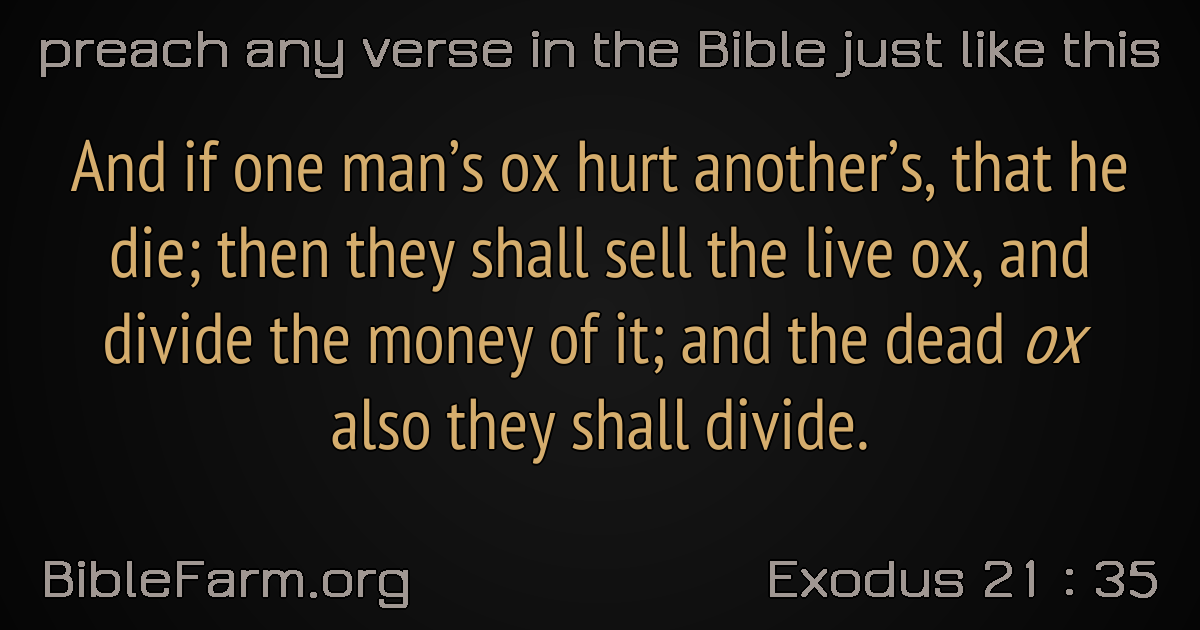 preach any verse in the Bible just like this
And if one man’s ox hurt another’s, that he
die; then they shall sell the live ox, and
divide the money of it; and the dead ox
also they shall divide.
BibleFarm.org
Exodus 21 : 35